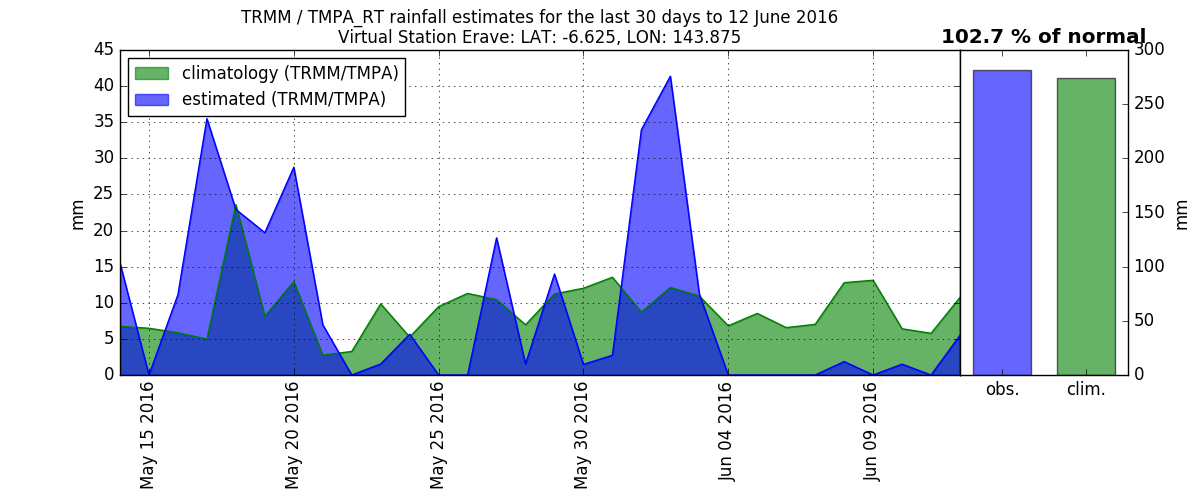 TRMM / TMPA_RT rainfall estimates for the last 30 days to 12 June 2016
Virtual Station Erave: LAT: -6.625, LON: 143.875
102.7 % of normal
climatology (TRMM/TMPA)
estimated (TRMM/TMPA)
45
40
35
30
25
20
15
10
5
0
mm
May 15 2016
May 20 2016
May 25 2016
May 30 2016
Jun 04 2016
Jun 09 2016
obs.
clim.
300
250
200
150
100
50
0
mm